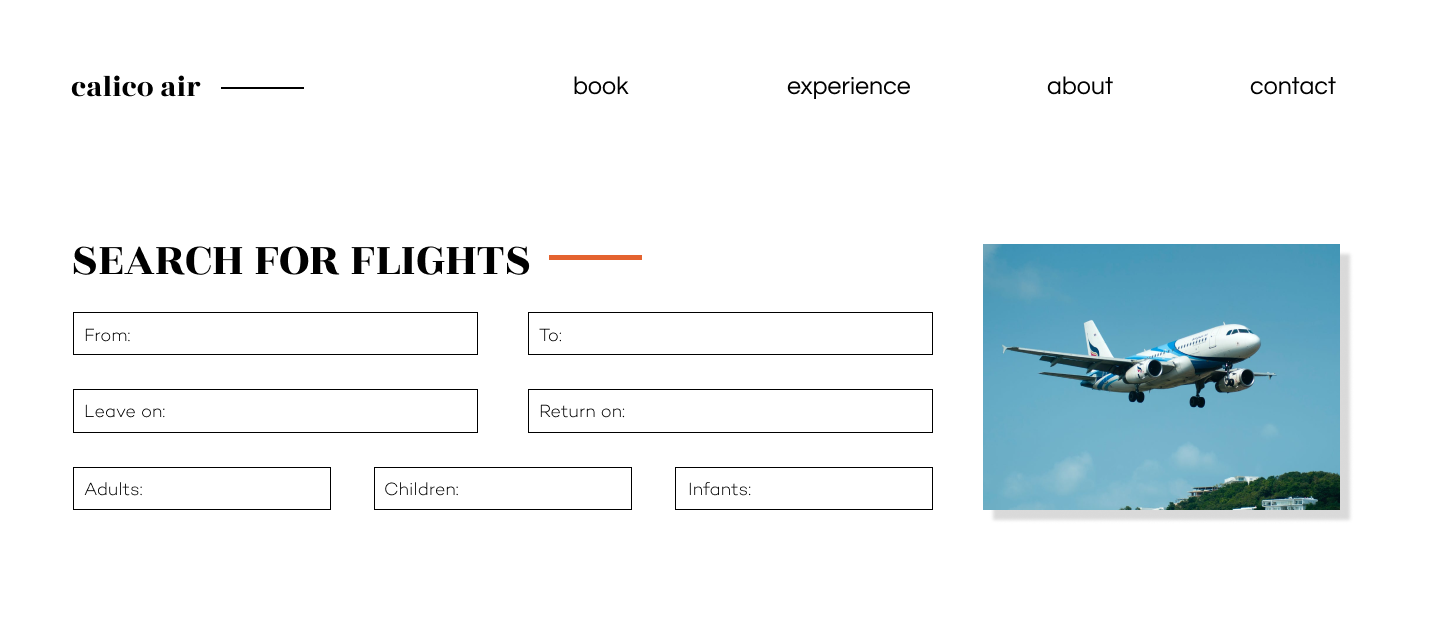 calico air
book
experience
about
contact
SEARCH FOR FLIGHTS
From:
To:
Leave on:
Return on:
Adults:
Children:
Infants: